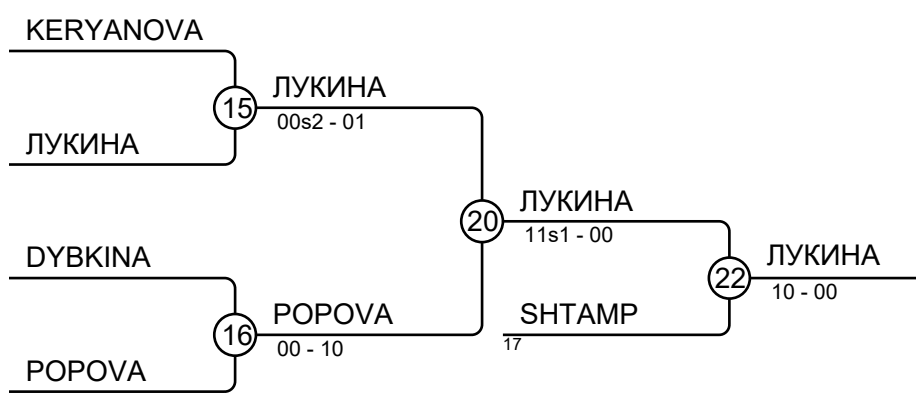 KERYANOVA
15
ЛУКИНА
00s2 - 01
ЛУКИНА
20
ЛУКИНА
11s1 - 00
DYBKINA
22
ЛУКИНА
10 - 00
16
POPOVA
00 - 10
SHTAMP
17
POPOVA